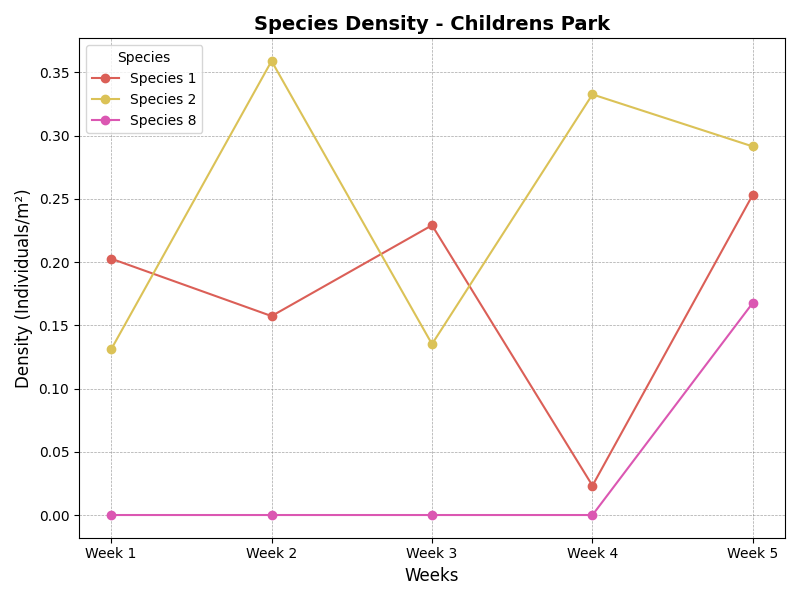 Species Density - Childrens Park
Species
Species 1
Species 2
Species 8
Density (Individuals/m²)
0.35
0.30
0.25
0.20
0.15
0.10
0.05
0.00
Week 1
Week 2
Week 3
Week 4
Week 5
Weeks